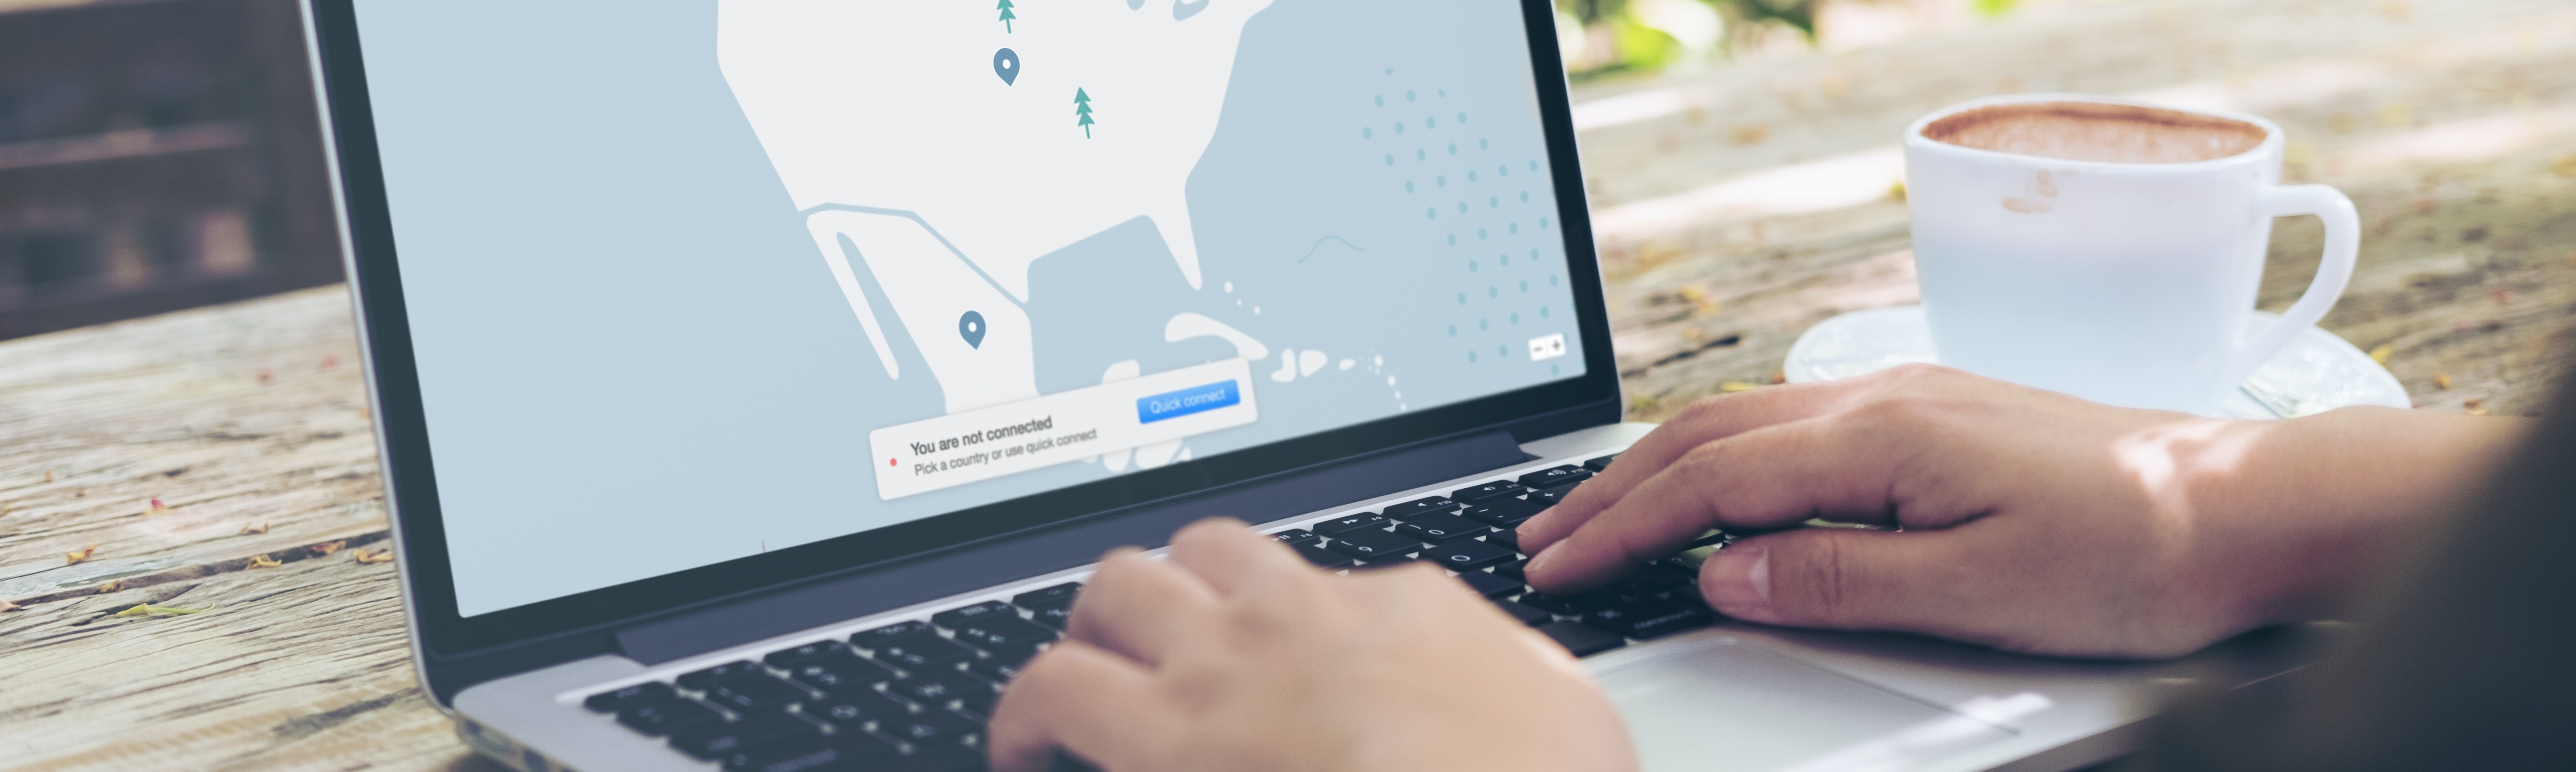 You are not connected
Pick a country or use quick connect
Quick connect